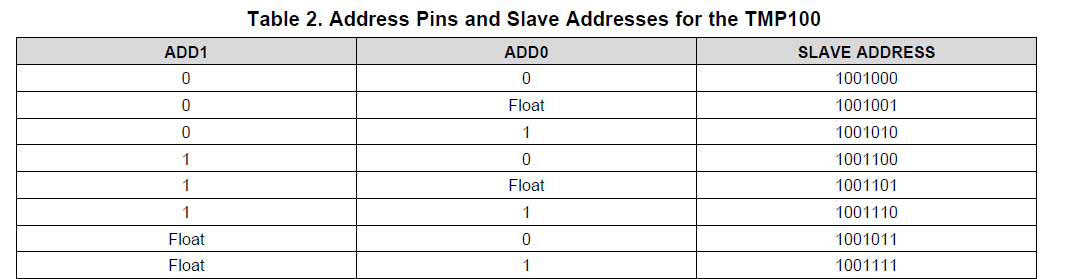 Table 2. Address Pins and Slave Addresses for the TMP100
ADD1 ADD0 SLAVE ADDRESS
0 0 1001000
0 Float 1001001
0 1 1001010
1 0 1001100
1 Float 1001101
1 1 1001110
Float 0 1001011
Float 1 1001111